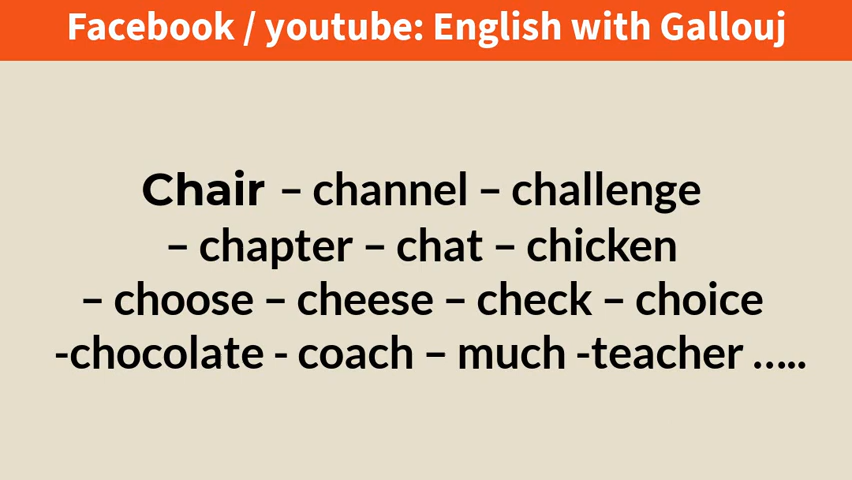 Facebook / youtube: English with Gallouj
Chair – channel – challenge
– chapter – chat – chicken
– choose – cheese – check – choice
-chocolate - coach – much -teacher …..